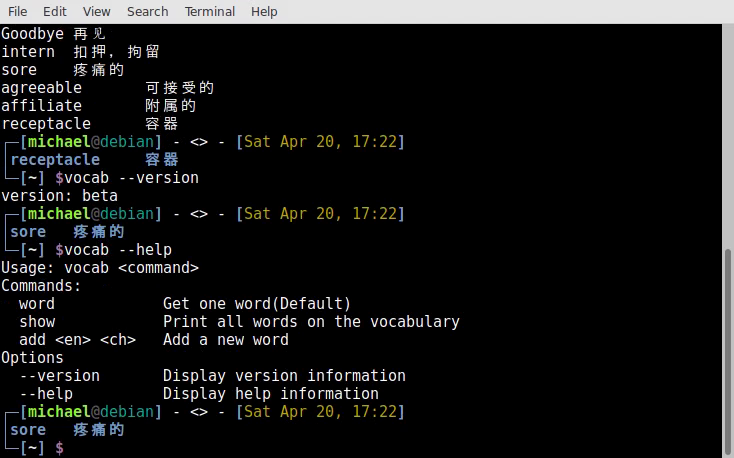 File Edit View Search Terminal Help
Goodbye 再见
intern 扣押，拘留
sore 疼痛的
agreeable 可接受的
affiliate 附属的
receptacle 容器
┌─[michael@debian] - <> - [Sat Apr 20, 17:22]
│receptacle 容器
└─[~] $vocab --version
version: beta
┌─[michael@debian] - <> - [Sat Apr 20, 17:22]
│sore 疼痛的
└─[~] $vocab --help
Usage: vocab <command>
Commands:
  word Get one word(Default)
  show Print all words on the vocabulary
  add <en> <ch> Add a new word
Options
  --version Display version information
  --help Display help information
┌─[michael@debian] - <> - [Sat Apr 20, 17:22]
│sore 疼痛的
└─[~] $